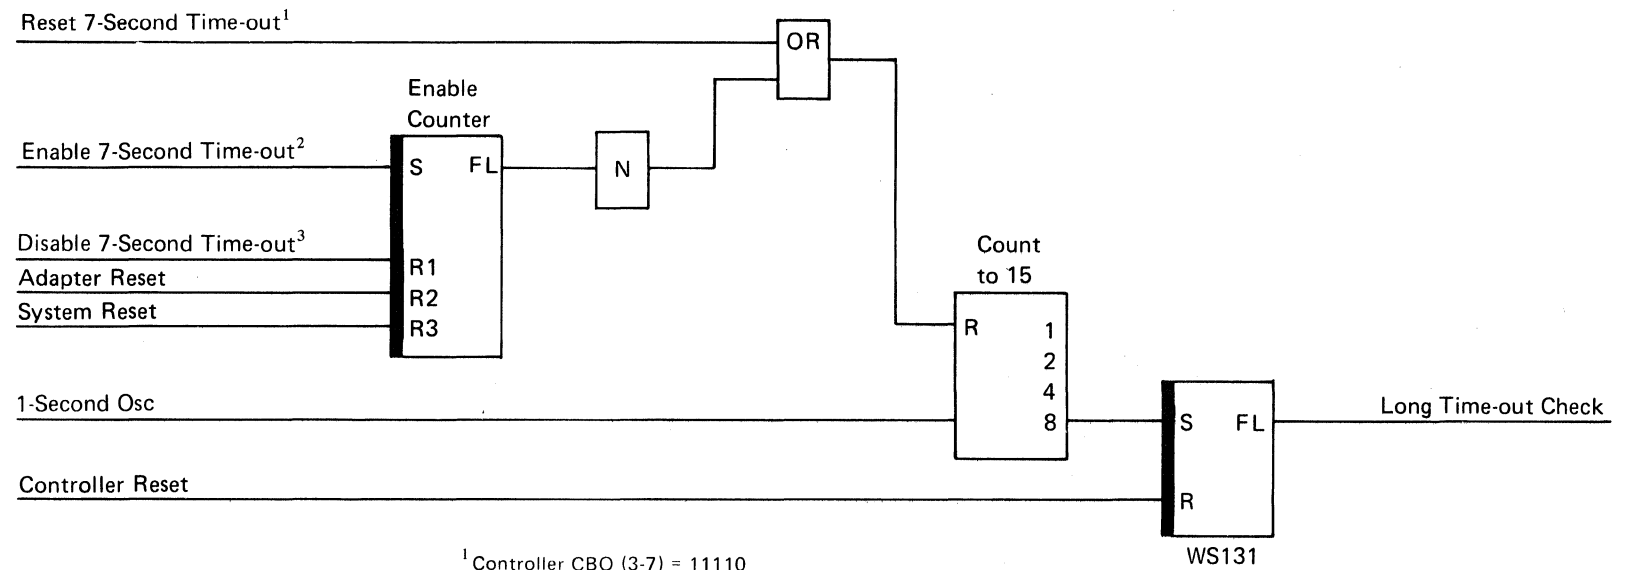 Reset 7-Second Time-out¹
OR
Enable
Counter
Enable 7-Second Time-out²
S FL
N
Disable 7-Second Time-out³
R1
Adapter Reset
R2
System Reset
R3
Count
to 15
R 1
2
4
8
1-Second Osc
S FL
Long Time-out Check
Controller Reset
R
WS131
¹ Controller CBO (3-7) = 11110